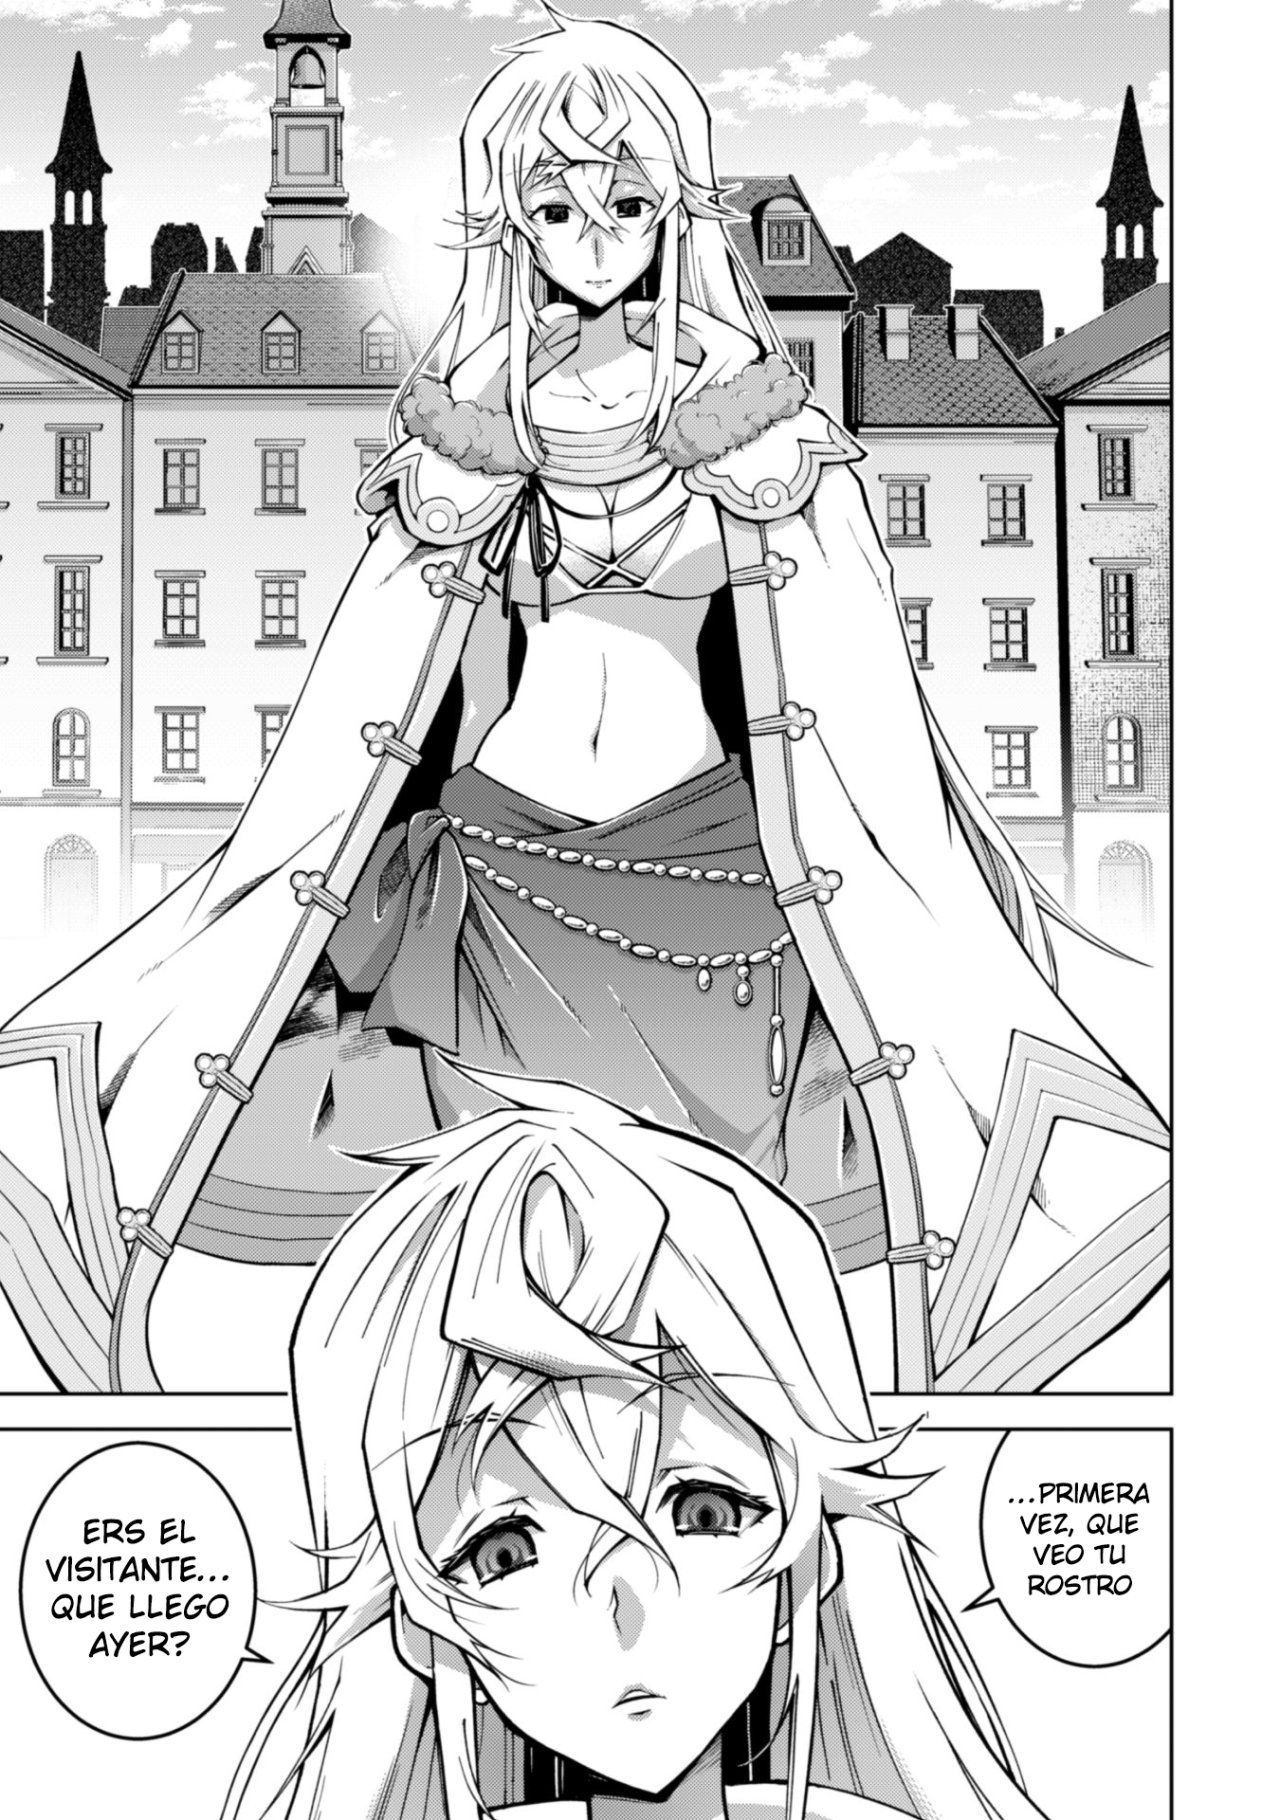 ...PRIMERA
VEZ, QUE
VEO TU
ROSTRO
ERS EL
VISITANTE...
QUE LLEGO
AYER?